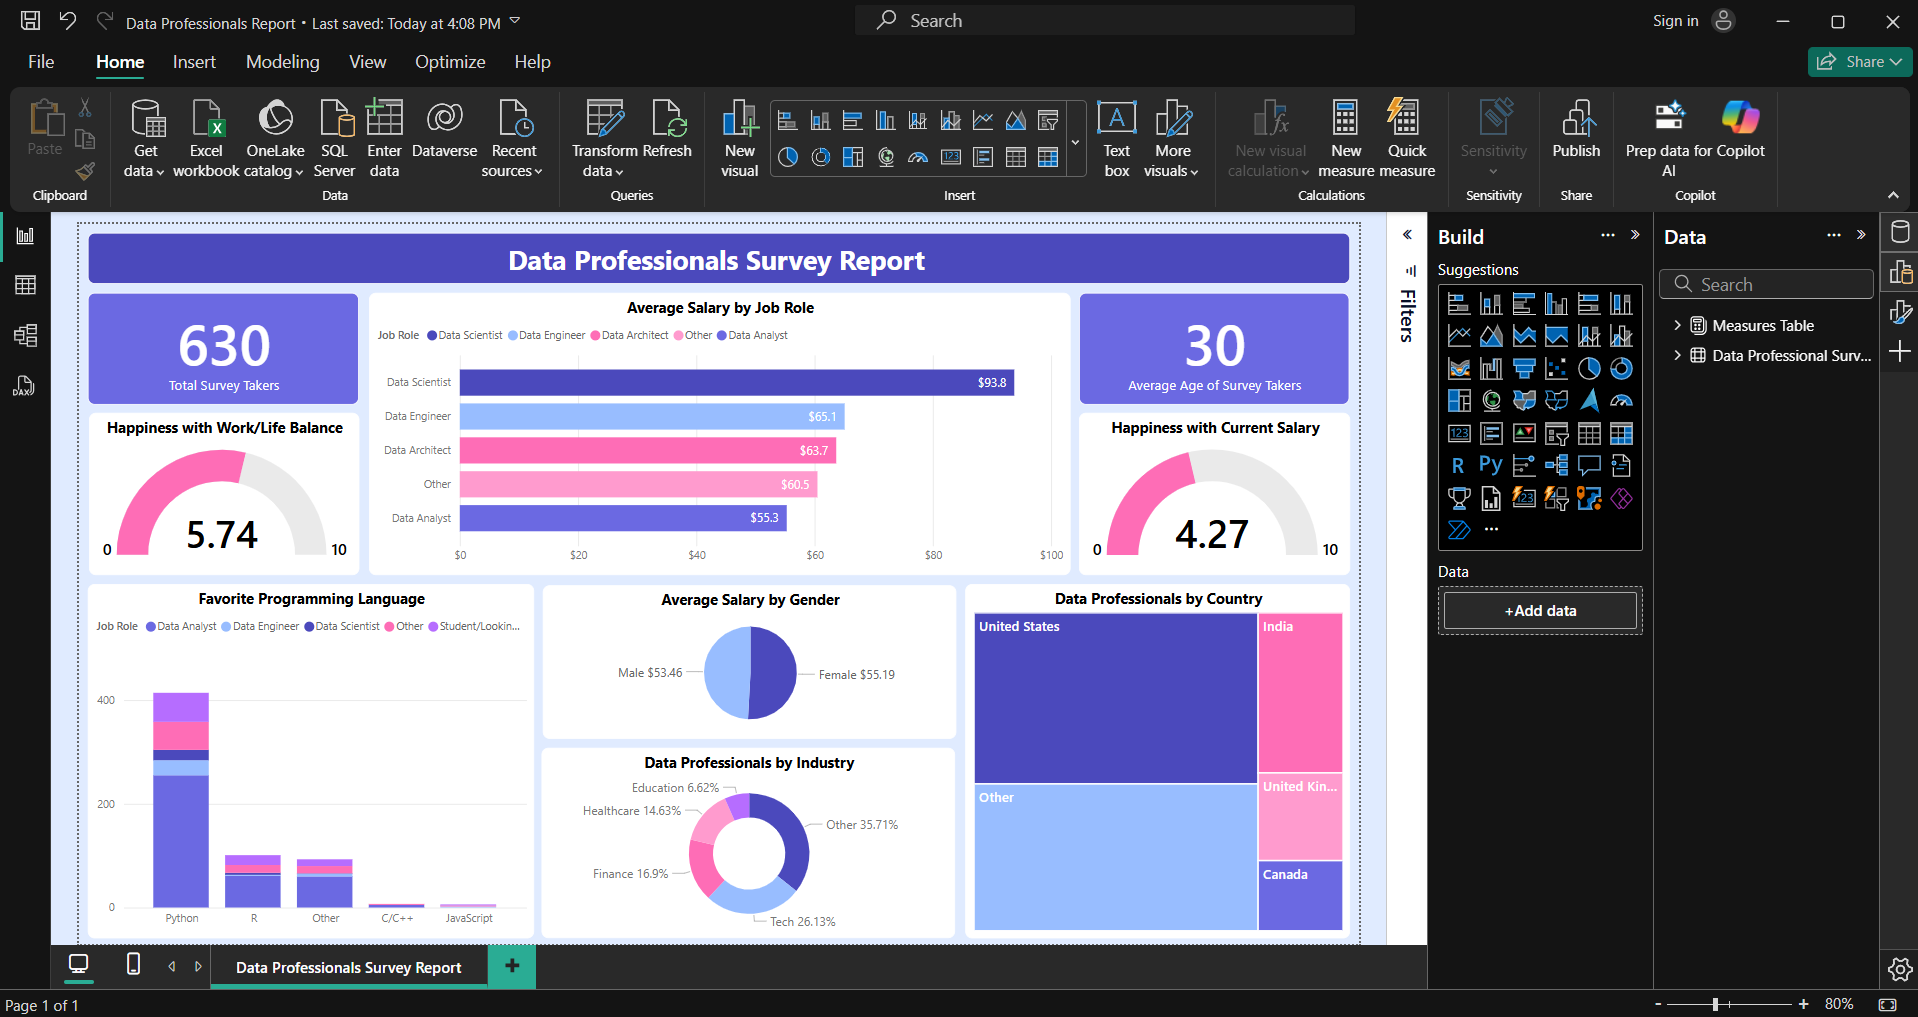 Data Professionals Report • Last saved: Today at 4:08 PM
Search
Sign in
File
Home
Insert
Modeling
View
Optimize
Help
Share
Paste
Clipboard
Get data
Excel workbook
OneLake catalog
SQL Server
Enter data
Dataverse
Recent sources
Data
Transform data
Refresh
Queries
New visual
Text box
More visuals
Insert
New visual calculation
New measure
Quick measure
Calculations
Sensitivity
Sensitivity
Publish
Share
Prep data for AI
Copilot
Copilot
DAX
Data Professionals Survey Report
630
Total Survey Takers
Happiness with Work/Life Balance
5.74
0
10
Average Salary by Job Role
Job Role Data Scientist Data Engineer Data Architect Other Data Analyst
Data Scientist $93.8
Data Engineer $65.1
Data Architect $63.7
Other $60.5
Data Analyst $55.3
$0 $20 $40 $60 $80 $100
30
Average Age of Survey Takers
Happiness with Current Salary
4.27
0
10
Favorite Programming Language
Job Role Data Analyst Data Engineer Data Scientist Other Student/Lookin...
400
200
0
Python R Other C/C++ JavaScript
Average Salary by Gender
Male $53.46
Female $55.19
Data Professionals by Industry
Education 6.62%
Healthcare 14.63%
Other 35.71%
Finance 16.9%
Tech 26.13%
Data Professionals by Country
United States
India
Other
United Kin...
Canada
Filters
Build
Suggestions
123
R Py
123
Data
+Add data
Data
Search
Measures Table
Data Professional Surv...
Data Professionals Survey Report
Page 1 of 1
- + 80%